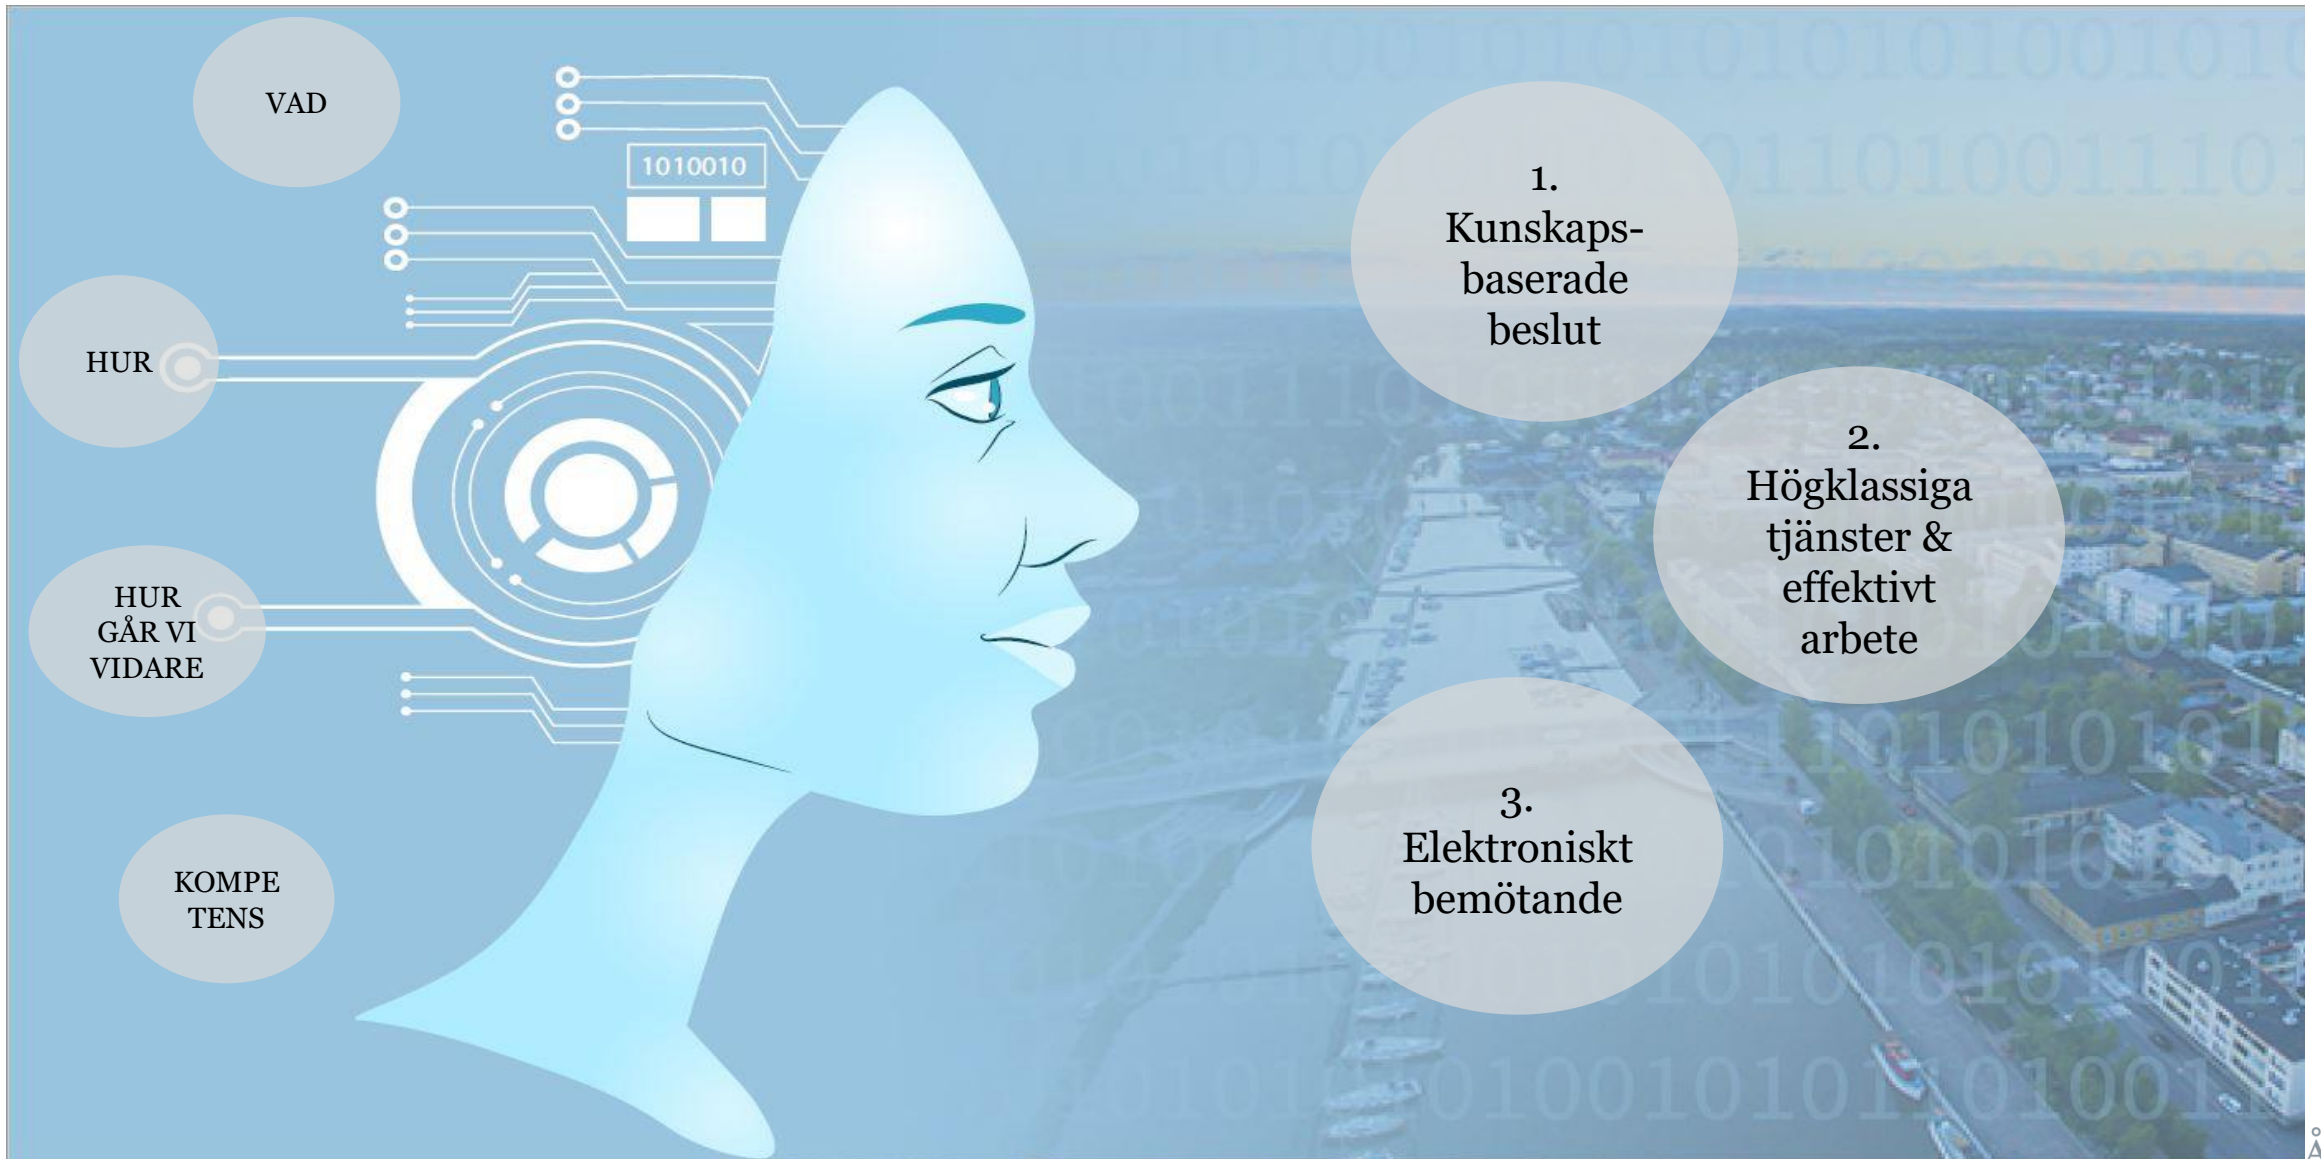 VAD
HUR
HUR
GÅR VI
VIDARE
KOMPE
TENS
1010010
1.
Kunskaps-
baserade
beslut
2.
Högklassiga
tjänster &
effektivt
arbete
3.
Elektroniskt
bemötande